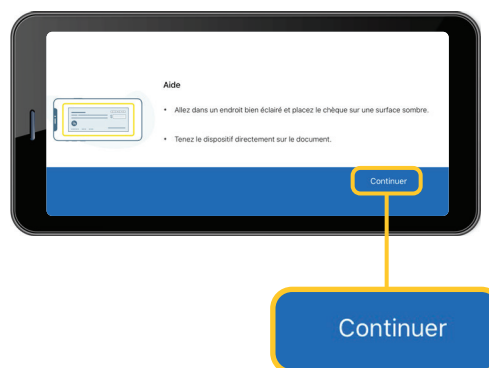 Aide
• Allez dans un endroit bien éclairé et placez le chèque sur une surface sombre.
• Tenez le dispositif directement sur le document.
Continuer
Continuer